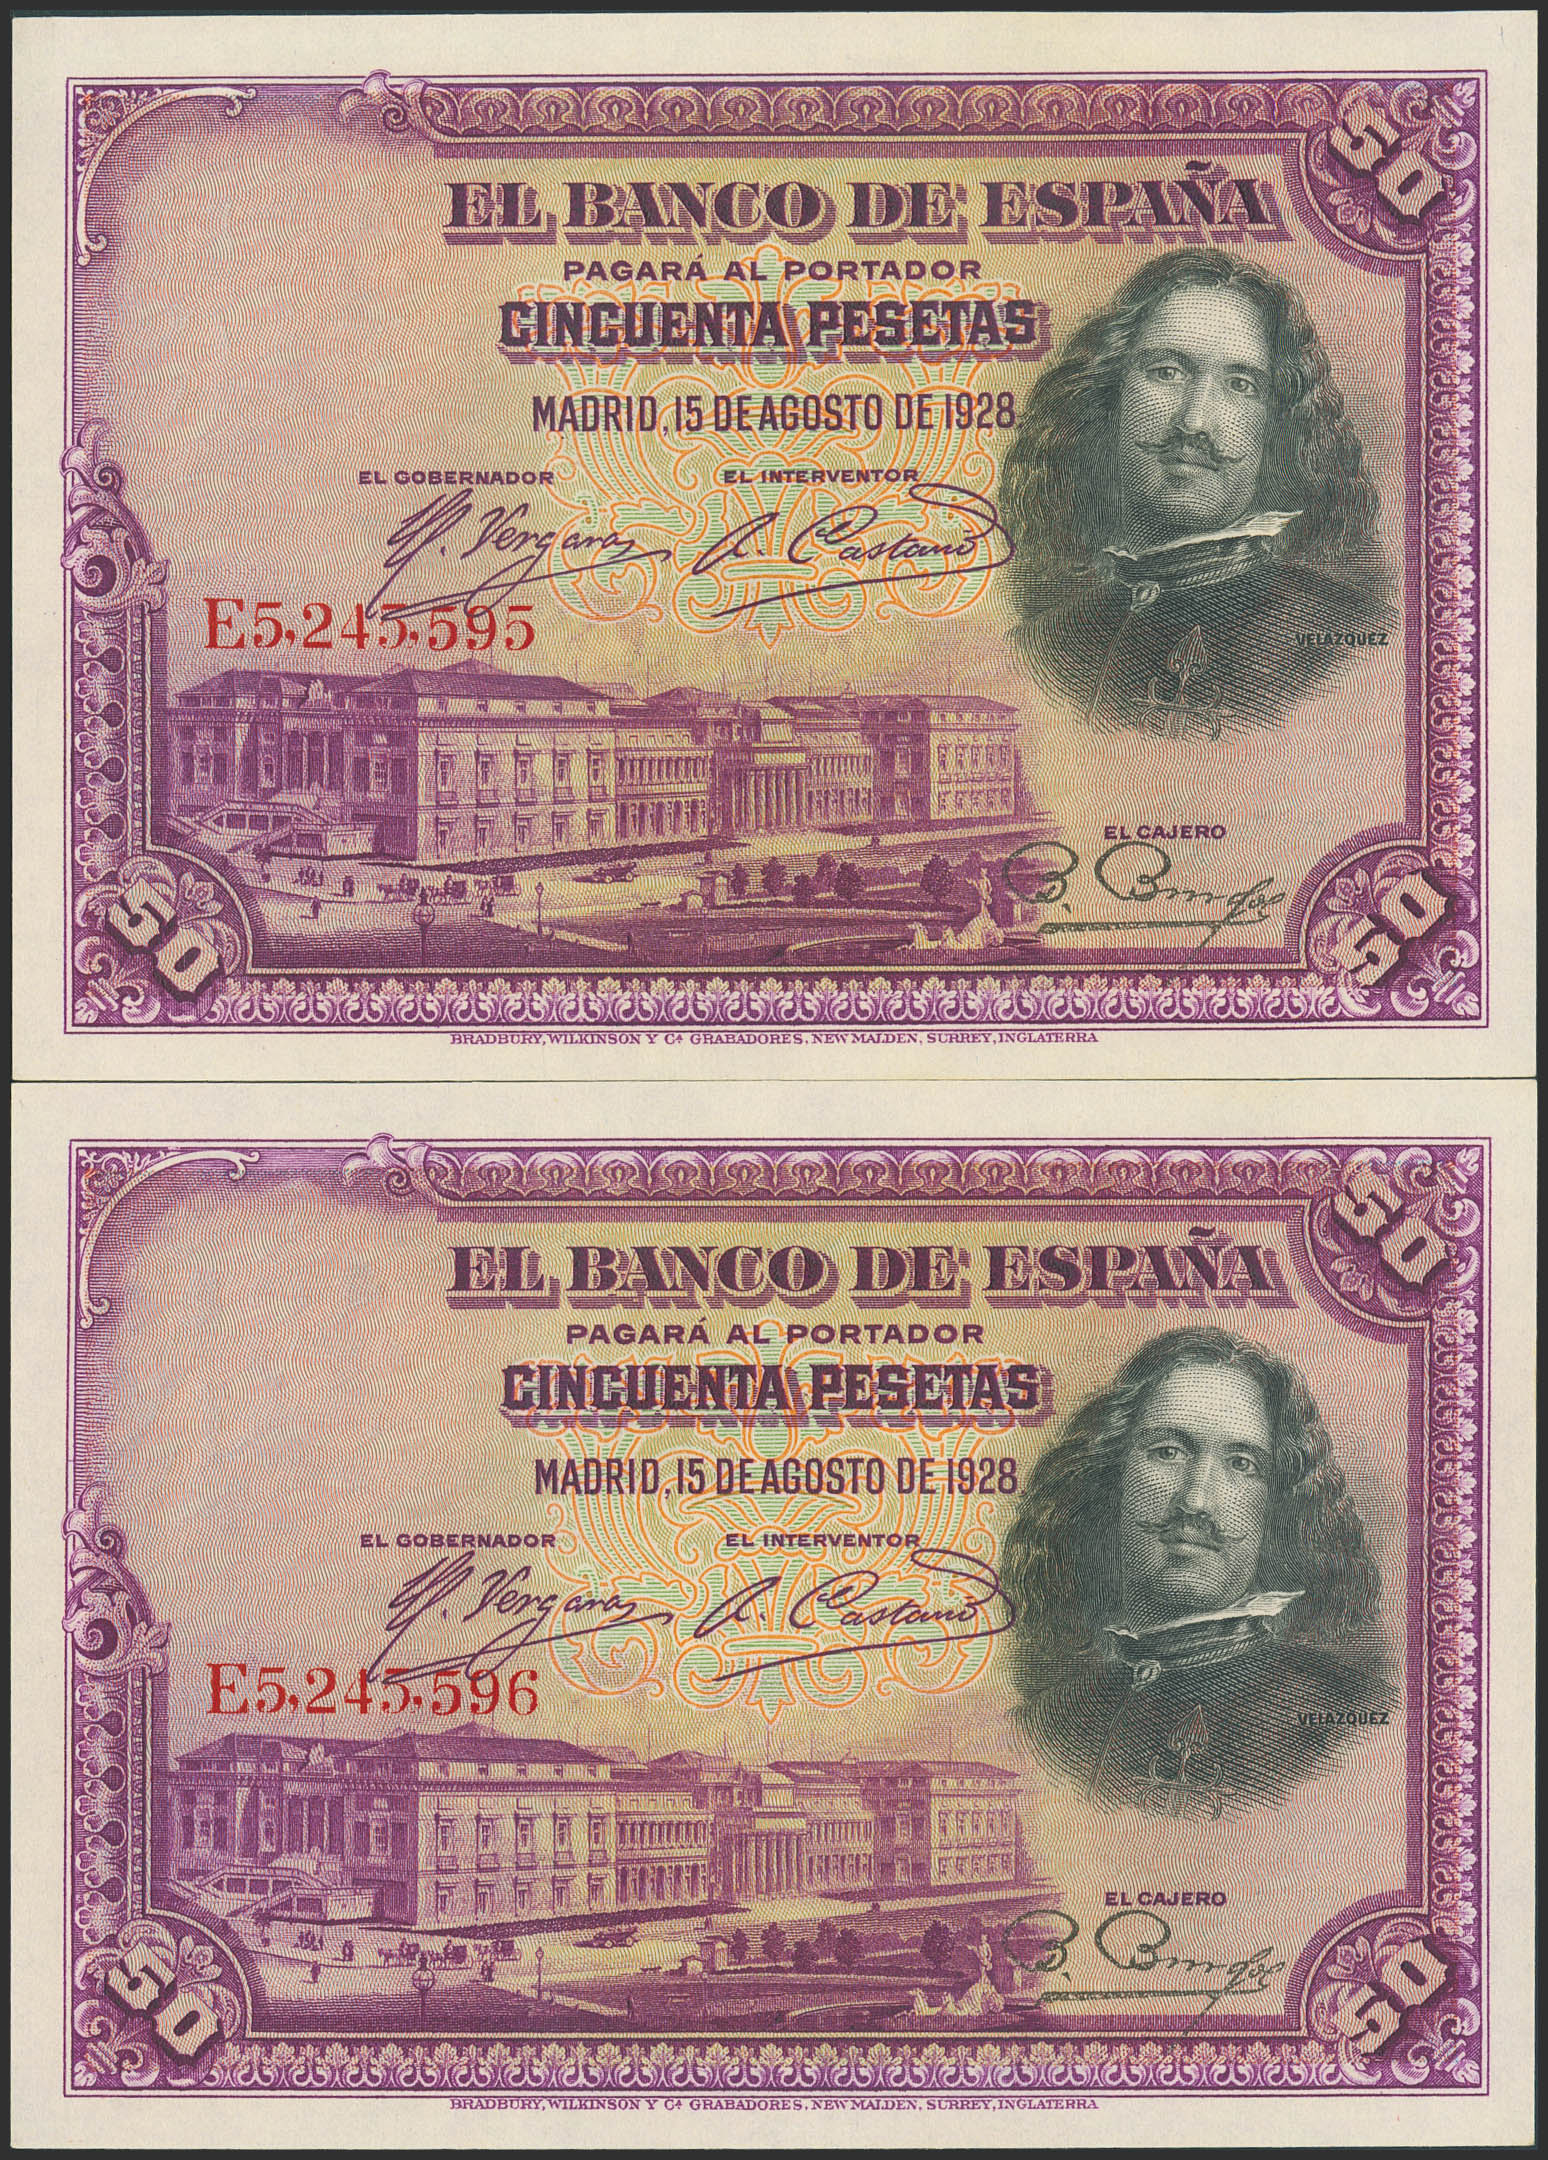 50
EL BANCO DE ESPAÑA
PAGARÁ AL PORTADOR
CINCUENTA PESETAS
MADRID, 15 DE AGOSTO DE 1928
EL GOBERNADOR EL INTERVENTOR
E5,245,595
VELAZQUEZ
EL CAJERO
50 50
BRADBURY, WILKINSON Y Cª GRABADORES, NEW MALDEN, SURREY, INGLATERRA
50
EL BANCO DE ESPAÑA
PAGARÁ AL PORTADOR
CINCUENTA PESETAS
MADRID, 15 DE AGOSTO DE 1928
EL GOBERNADOR EL INTERVENTOR
E5,245,596
VELAZQUEZ
EL CAJERO
50 50
BRADBURY, WILKINSON Y Cª GRABADORES, NEW MALDEN, SURREY, INGLATERRA